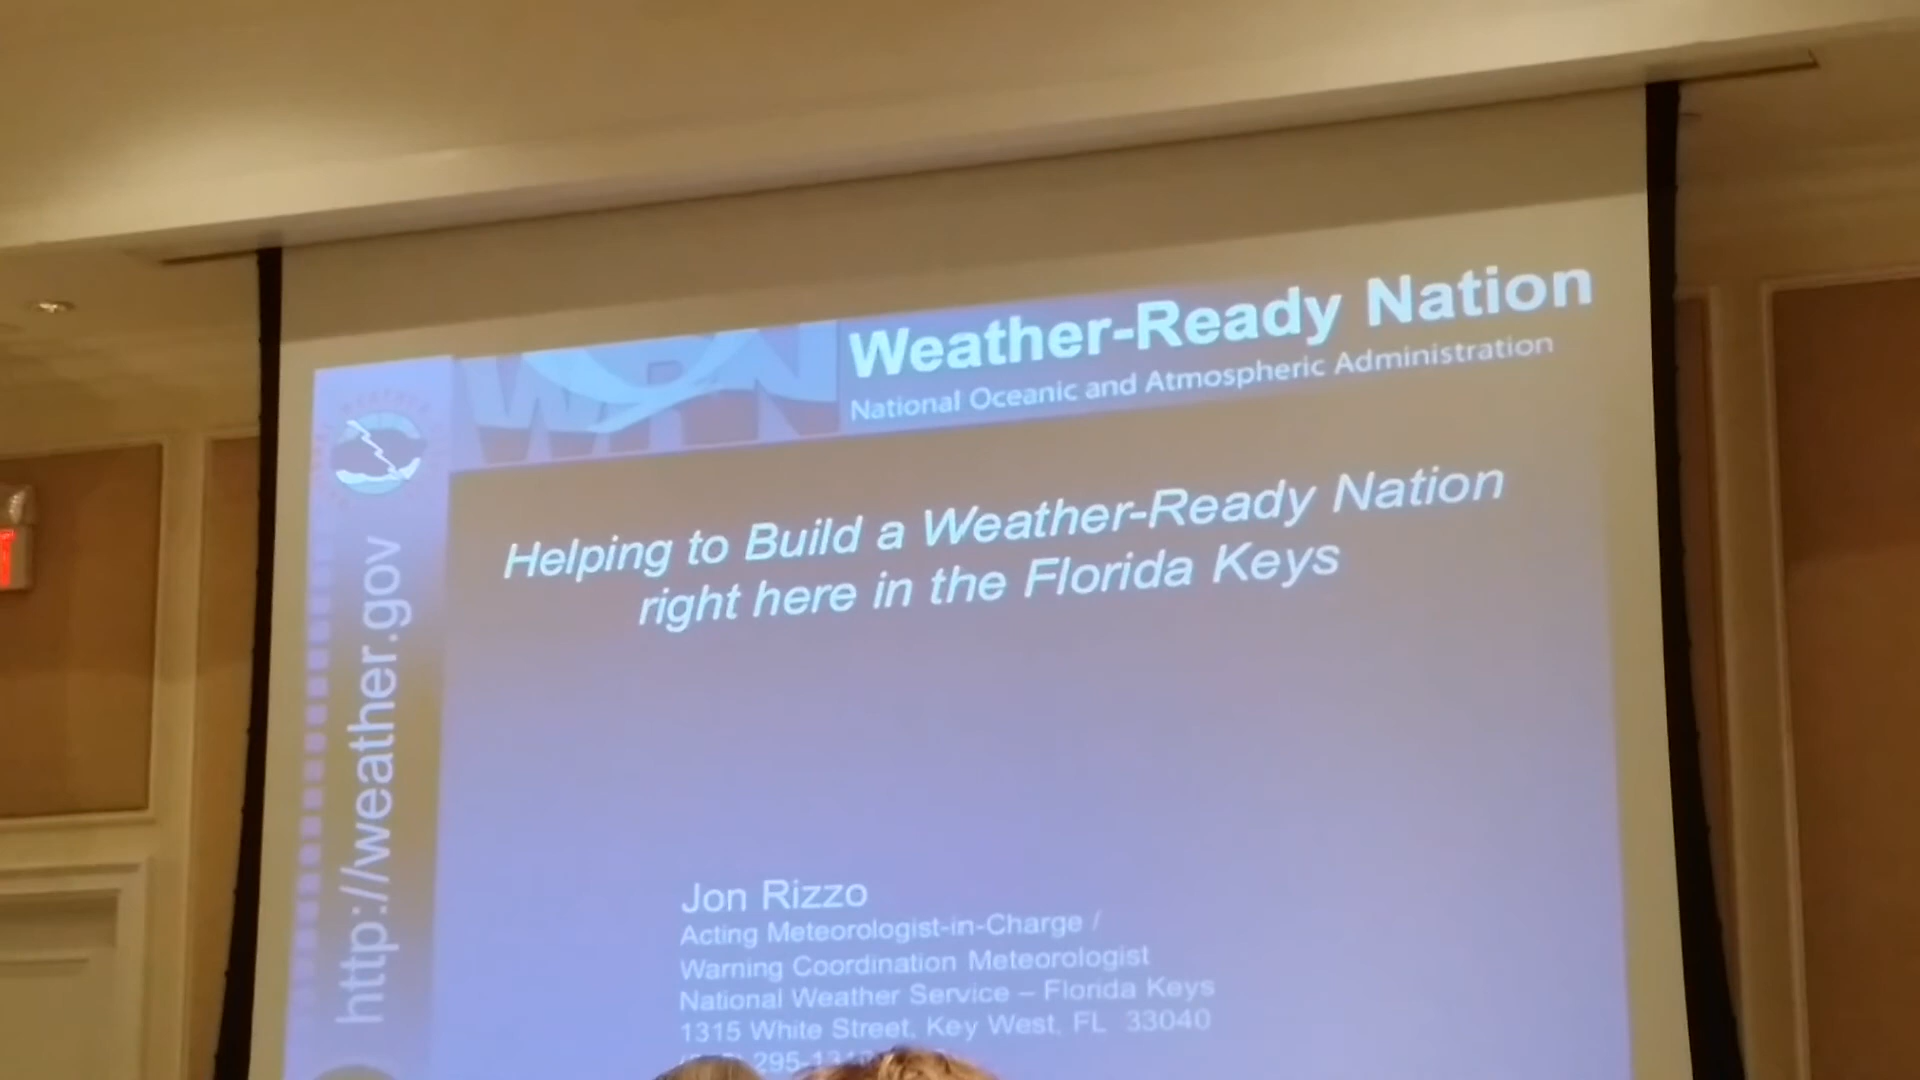 Weather-Ready Nation
National Oceanic and Atmospheric Administration
WRN
http://weather.gov
Helping to Build a Weather-Ready Nation
right here in the Florida Keys
Jon Rizzo
Acting Meteorologist-in-Charge /
Warning Coordination Meteorologist
National Weather Service – Florida Keys
1315 White Street, Key West, FL 33040